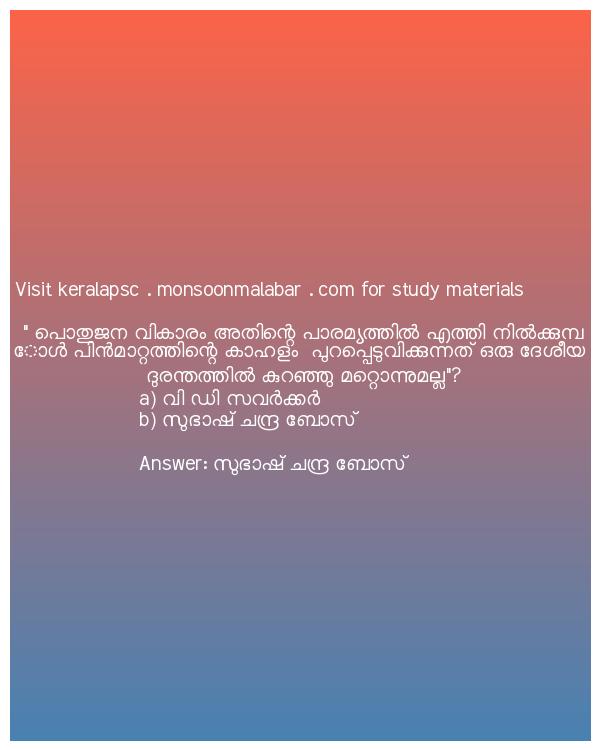 Visit keralapsc . monsoonmalabar . com for study materials
" പൊതുജന വികാരം അതിന്റെ പാരമ്യത്തിൽ എത്തി നിൽക്കുമ്പ
ോൾ പിൻമാറ്റത്തിന്റെ കാഹളം  പുറപ്പെടുവിക്കുന്നത് ഒരു ദേശീയ
ദുരന്തത്തിൽ കുറഞ്ഞു മറ്റൊന്നുമല്ല"?
a) വി ഡി സവർക്കർ
b) സുഭാഷ് ചന്ദ്ര ബോസ്
Answer: സുഭാഷ് ചന്ദ്ര ബോസ്